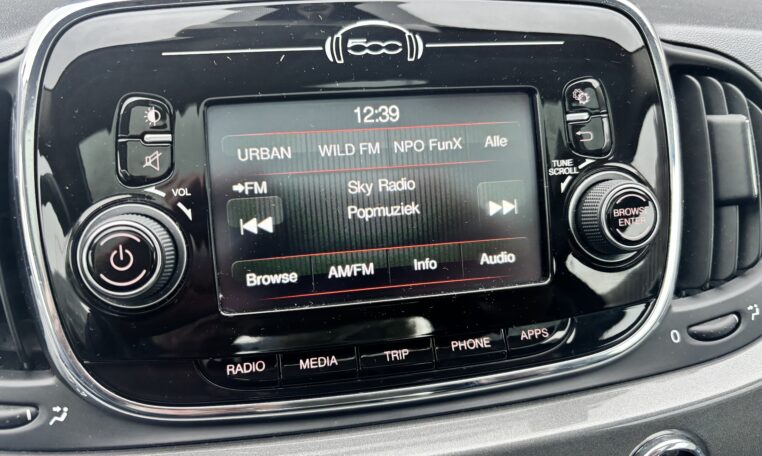 500
12:39
URBAN WILD FM NPO FunX Alle
VOL
TUNE
SCROLL
FM Sky Radio
Popmuziek
BROWSE
ENTER
Browse AM/FM Info Audio
RADIO MEDIA TRIP PHONE APPS
0